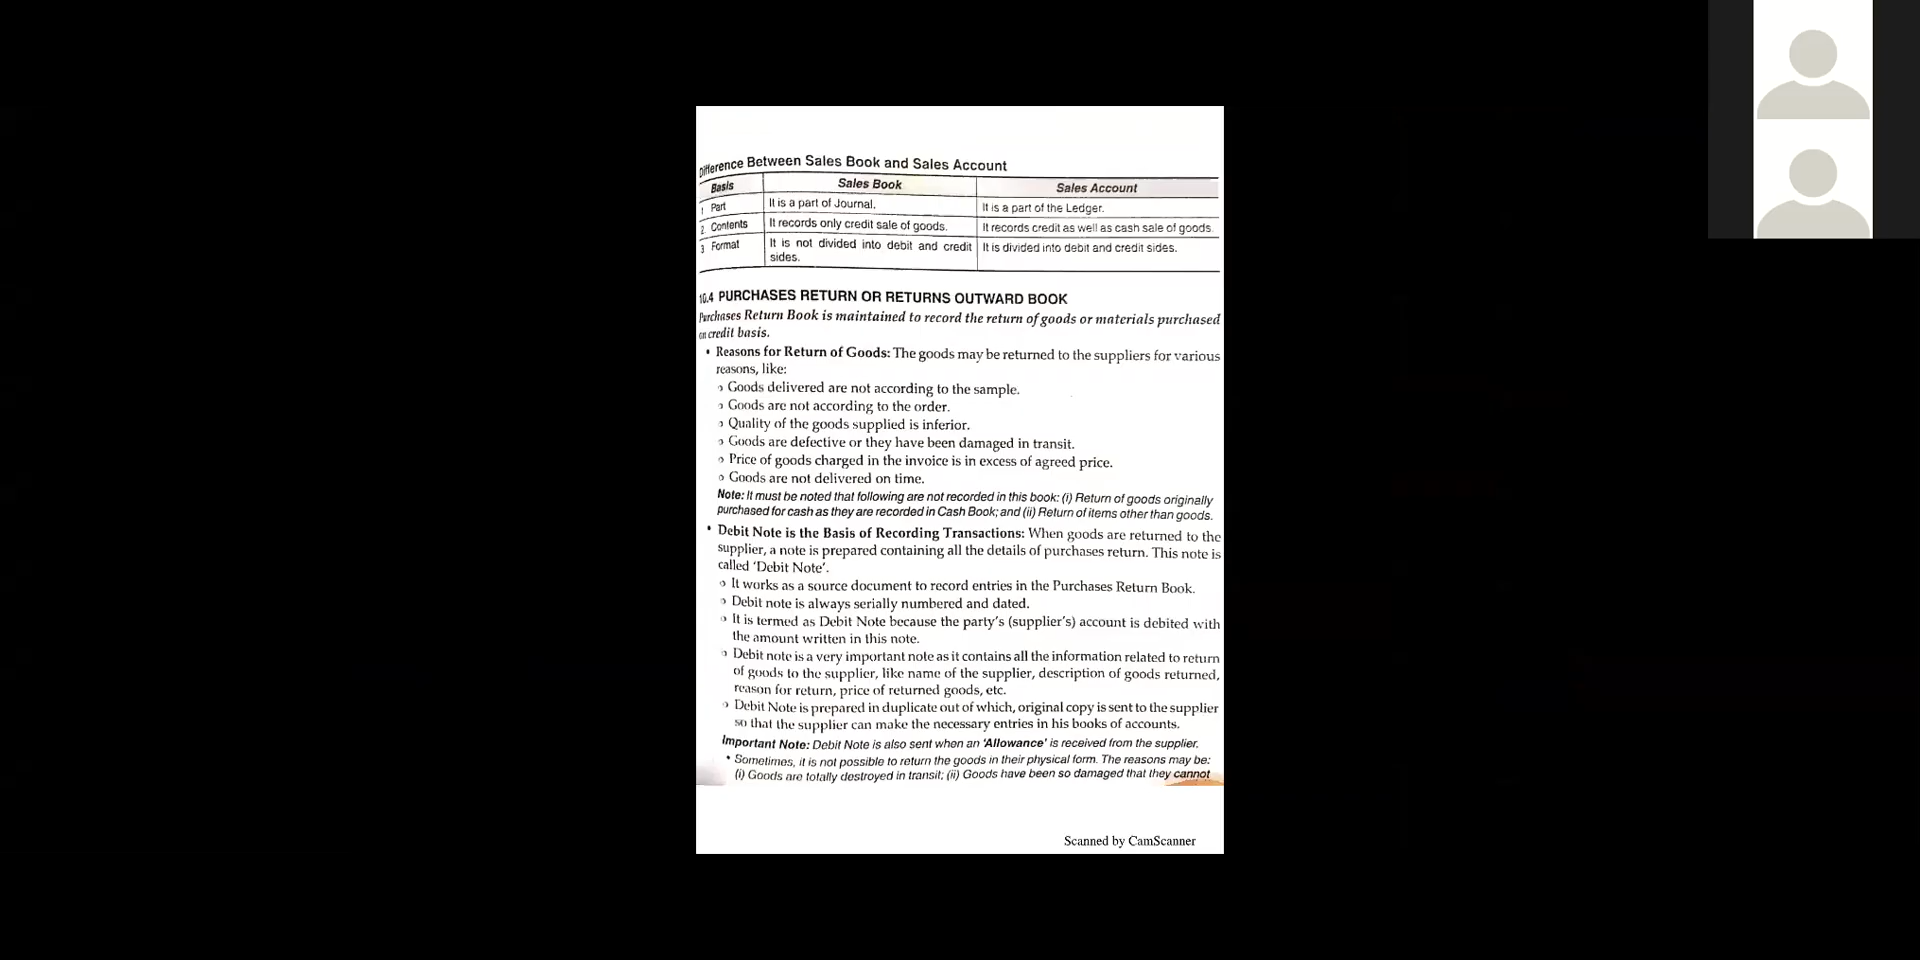 Difference Between Sales Book and Sales Account
Basis Sales Book Sales Account
1 Part It is a part of Journal. It is a part of the Ledger.
2. Contents It records only credit sale of goods. It records credit as well as cash sale of goods.
3 Format It is not divided into debit and credit It is divided into debit and credit sides.
sides.
10.4 PURCHASES RETURN OR RETURNS OUTWARD BOOK
Purchases Return Book is maintained to record the return of goods or materials purchased
on credit basis.
• Reasons for Return of Goods: The goods may be returned to the suppliers for various
reasons, like:
Goods delivered are not according to the sample.
Goods are not according to the order.
Quality of the goods supplied is inferior.
Goods are defective or they have been damaged in transit.
Price of goods charged in the invoice is in excess of agreed price.
Goods are not delivered on time.
Note: It must be noted that following are not recorded in this book: (i) Return of goods originally
purchased for cash as they are recorded in Cash Book; and (ii) Return of items other than goods.
• Debit Note is the Basis of Recording Transactions: When goods are returned to the
supplier, a note is prepared containing all the details of purchases return. This note is
called 'Debit Note'.
It works as a source document to record entries in the Purchases Return Book.
Debit note is always serially numbered and dated.
It is termed as Debit Note because the party's (supplier's) account is debited with
the amount written in this note.
Debit note is a very important note as it contains all the information related to return
of goods to the supplier, like name of the supplier, description of goods returned,
reason for return, price of returned goods, etc.
Debit Note is prepared in duplicate out of which, original copy is sent to the supplier
so that the supplier can make the necessary entries in his books of accounts.
Important Note: Debit Note is also sent when an 'Allowance' is received from the supplier.
• Sometimes, it is not possible to return the goods in their physical form. The reasons may be:
(i) Goods are totally destroyed in transit; (ii) Goods have been so damaged that they cannot
Scanned by CamScanner